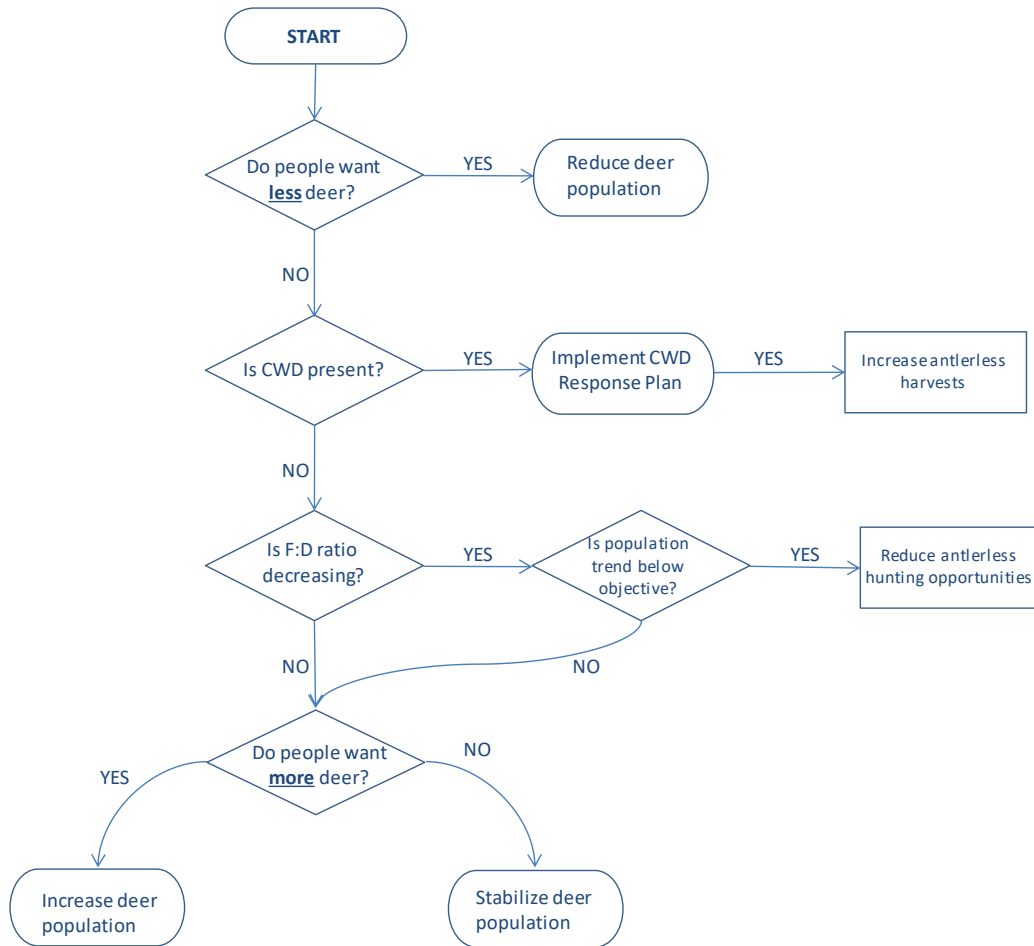 START
Do people want
less deer?
YES
Reduce deer
population
NO
Is CWD present?
YES
Implement CWD
Response Plan
YES
Increase antlerless
harvests
NO
Is F:D ratio
decreasing?
YES
Is population
trend below
objective?
YES
Reduce antlerless
hunting opportunities
NO
NO
Do people want
more deer?
YES
NO
Increase deer
population
Stabilize deer
population